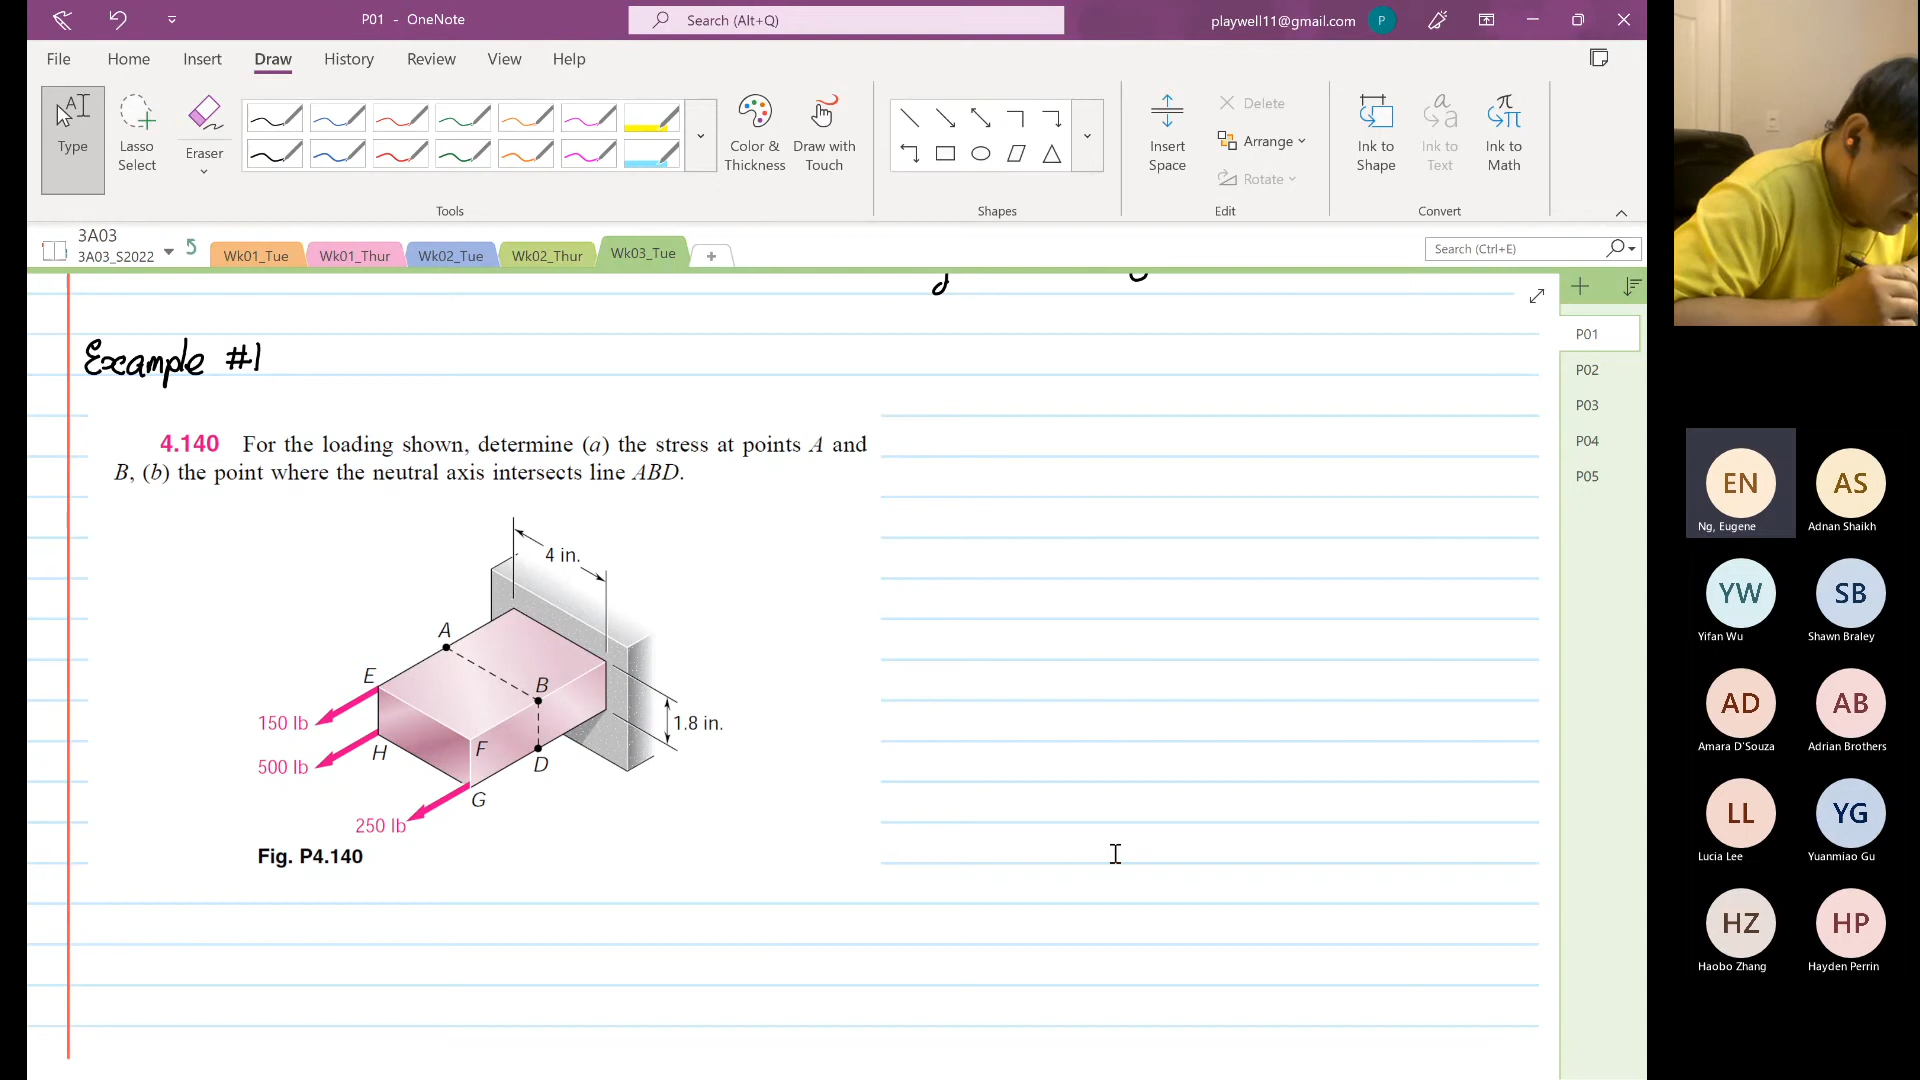 P01 - OneNote
Search (Alt+Q)
playwell11@gmail.com
P
File Home Insert Draw History Review View Help
Type
Lasso Select
Eraser
Color & Thickness
Draw with Touch
Insert Space
Delete
Arrange
Rotate
Ink to Shape
Ink to Text
Ink to Math
Tools
Shapes
Edit
Convert
3A03
3A03_S2022
Wk01_Tue
Wk01_Thur
Wk02_Tue
Wk02_Thur
Wk03_Tue
Search (Ctrl+E)
P01
P02
P03
P04
P05
Example #1
4.140 For the loading shown, determine (a) the stress at points A and
B, (b) the point where the neutral axis intersects line ABD.
4 in.
A
E
B
150 lb
1.8 in.
H
F
D
500 lb
G
250 lb
Fig. P4.140
EN
Ng, Eugene
AS
Adnan Shaikh
YW
Yifan Wu
SB
Shawn Braley
AD
Amara D'Souza
AB
Adrian Brothers
LL
Lucia Lee
YG
Yuanmiao Gu
HZ
Haobo Zhang
HP
Hayden Perrin